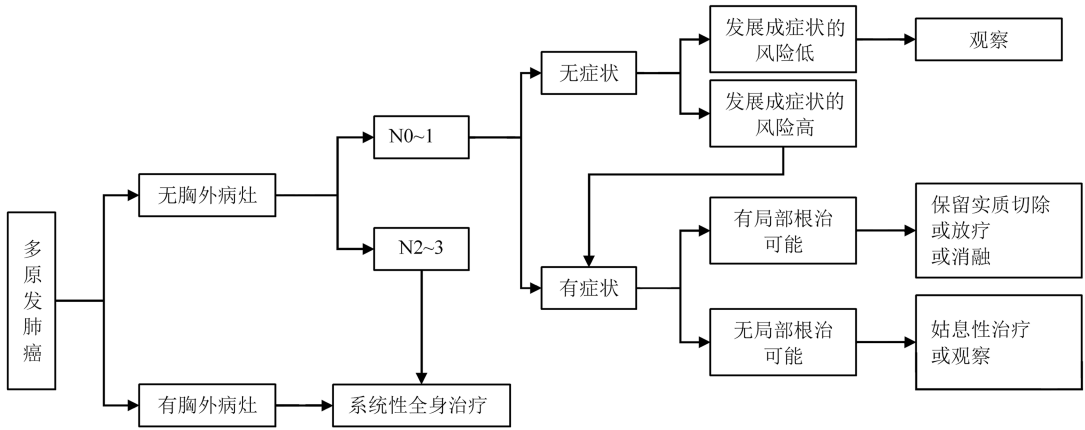 多
原
发
肺
癌
无胸外病灶
有胸外病灶
N0~1
N2~3
系统性全身治疗
无症状
有症状
发展成症状的
风险低
发展成症状的
风险高
有局部根治
可能
无局部根治
可能
观察
保留实质切除
或放疗
或消融
姑息性治疗
或观察